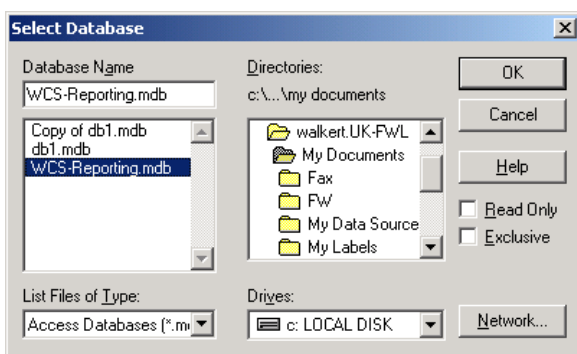 Select Database
Database Name
WCS-Reporting.mdb
Copy of db1.mdb
db1.mdb
WCS-Reporting.mdb
List Files of Type:
Access Databases (*.m
Directories:
c:\...\my documents
walkert.UK-FWL
My Documents
Fax
FW
My Data Source
My Labels
Drives:
c: LOCAL DISK
OK
Cancel
Help
Read Only
Exclusive
Network...